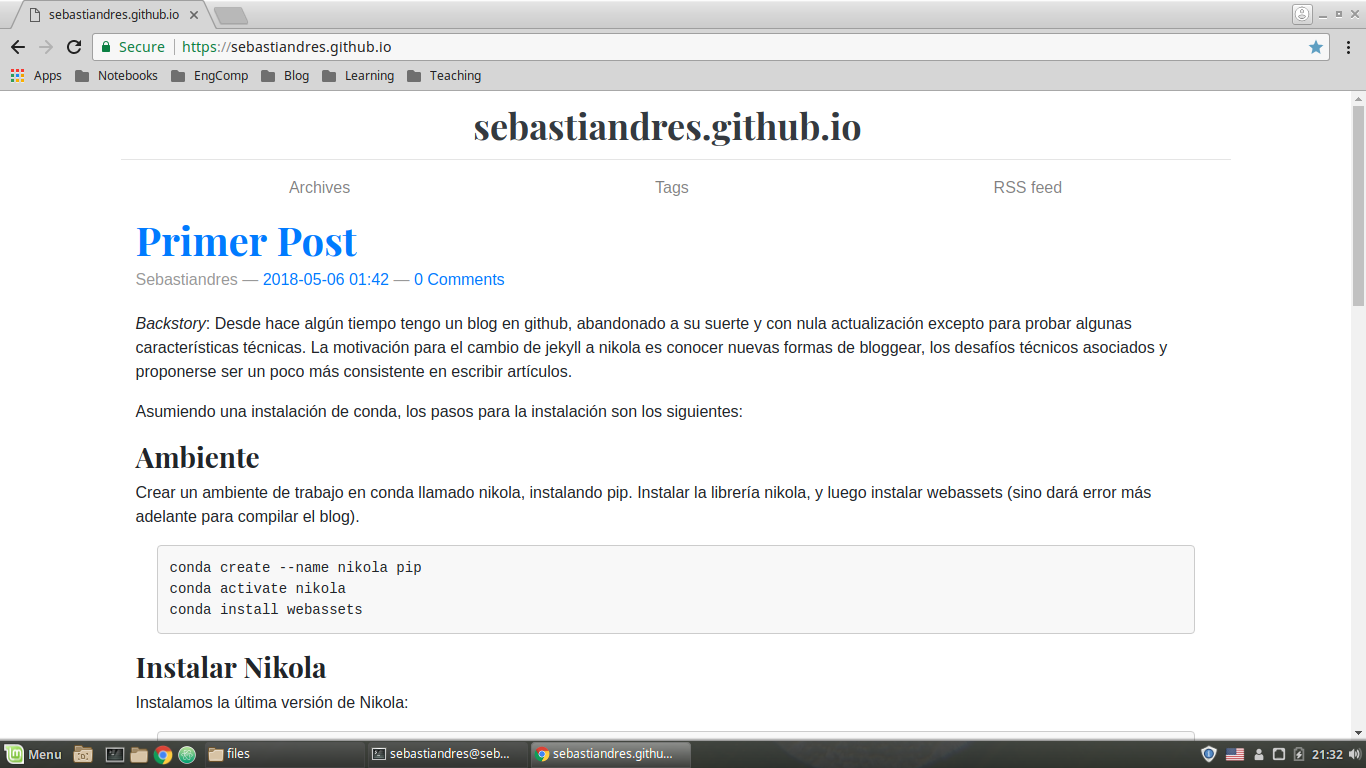 sebastiandres.github.io
Secure https://sebastiandres.github.io
Apps Notebooks EngComp Blog Learning Teaching
sebastiandres.github.io
Archives Tags RSS feed
Primer Post
Sebastiandres — 2018-05-06 01:42 — 0 Comments
Backstory: Desde hace algún tiempo tengo un blog en github, abandonado a su suerte y con nula actualización excepto para probar algunas
características técnicas. La motivación para el cambio de jekyll a nikola es conocer nuevas formas de bloggear, los desafíos técnicos asociados y
proponerse ser un poco más consistente en escribir artículos.
Asumiendo una instalación de conda, los pasos para la instalación son los siguientes:
Ambiente
Crear un ambiente de trabajo en conda llamado nikola, instalando pip. Instalar la librería nikola, y luego instalar webassets (sino dará error más
adelante para compilar el blog).
conda create --name nikola pip
conda activate nikola
conda install webassets
Instalar Nikola
Instalamos la última versión de Nikola:
Menu files sebastiandres@seb... sebastiandres.githu... 21:32